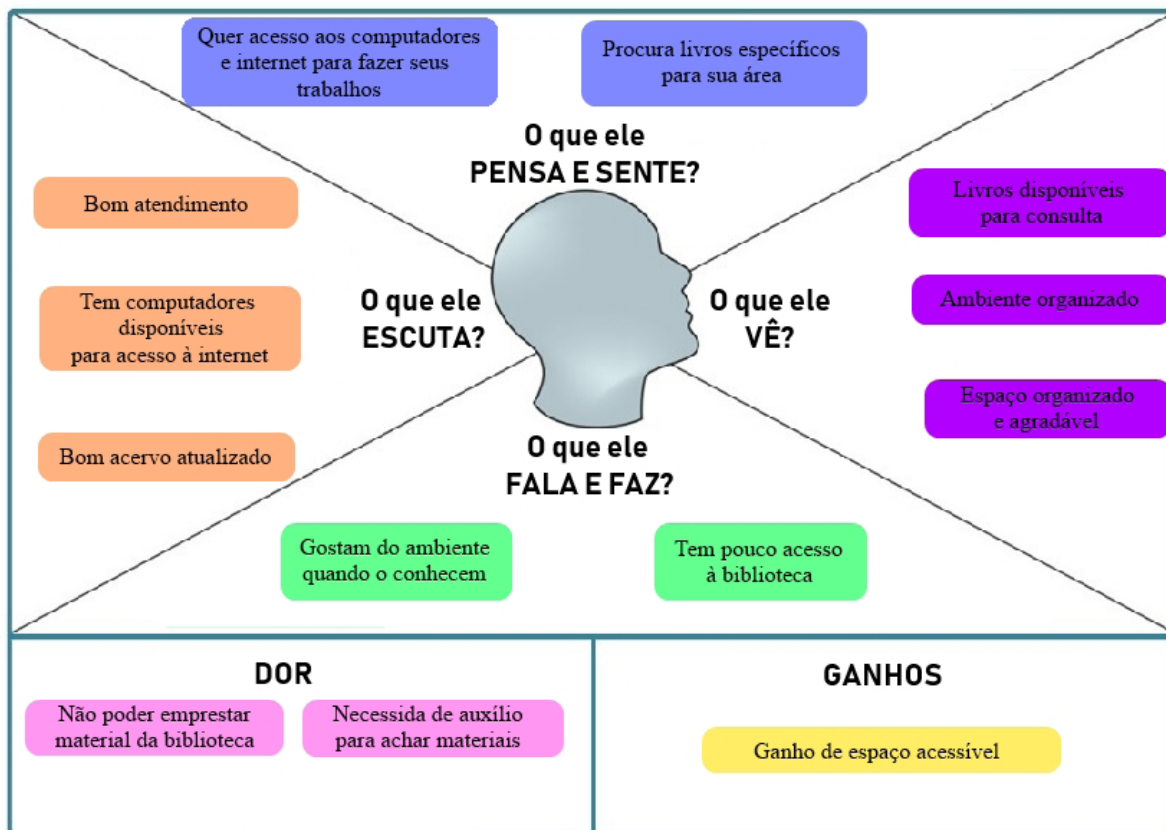 Quer acesso aos computadores
e internet para fazer seus
trabalhos
Procura livros específicos
para sua área
O que ele
PENSA E SENTE?
Bom atendimento
Tem computadores
disponíveis
para acesso à internet
Bom acervo atualizado
O que ele
ESCUTA?
O que ele
VÊ?
Livros disponíveis
para consulta
Ambiente organizado
Espaço organizado
e agradável
O que ele
FALA E FAZ?
Gostam do ambiente
quando o conhecem
Tem pouco acesso
à biblioteca
DOR
Não poder emprestar
material da biblioteca
Necessida de auxílio
para achar materiais
GANHOS
Ganho de espaço acessível